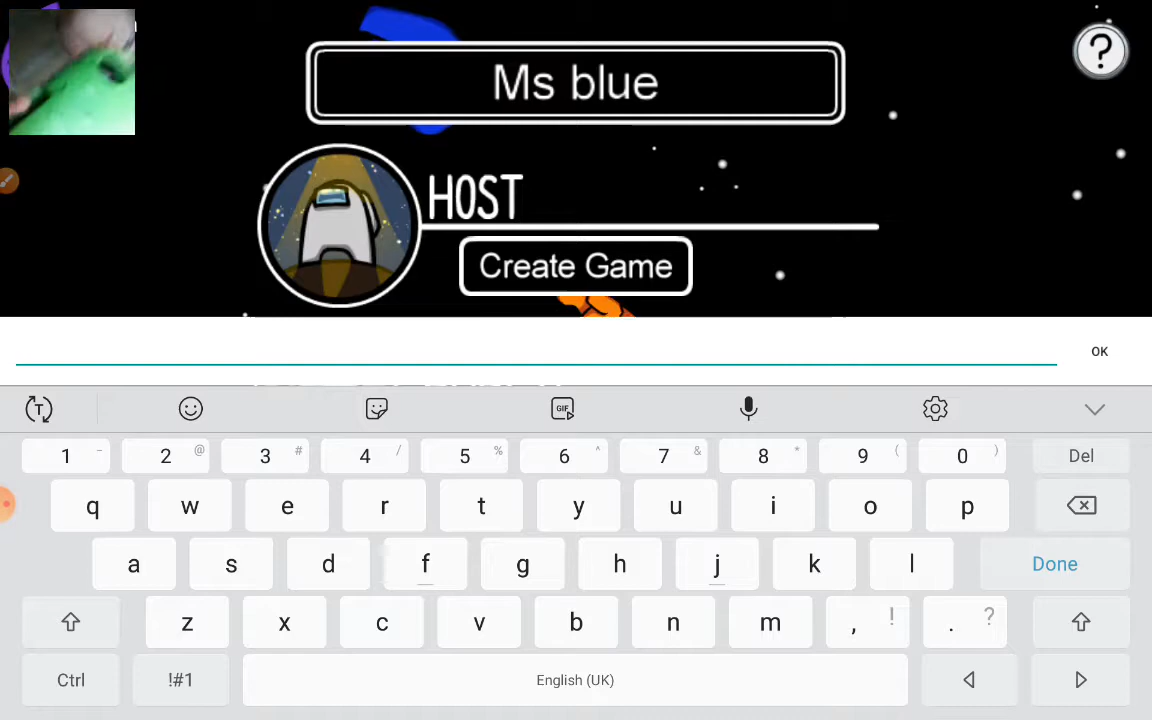 Ms blue
?
HOST
Create Game
OK
T GIF
1 - 2 @ 3 # 4 / 5 % 6 ^ 7 & 8 * 9 ( 0 ) Del
q w e r t y u i o p
a s d f g h j k l Done
z x c v b n m , ! . ?
Ctrl !#1 English (UK)